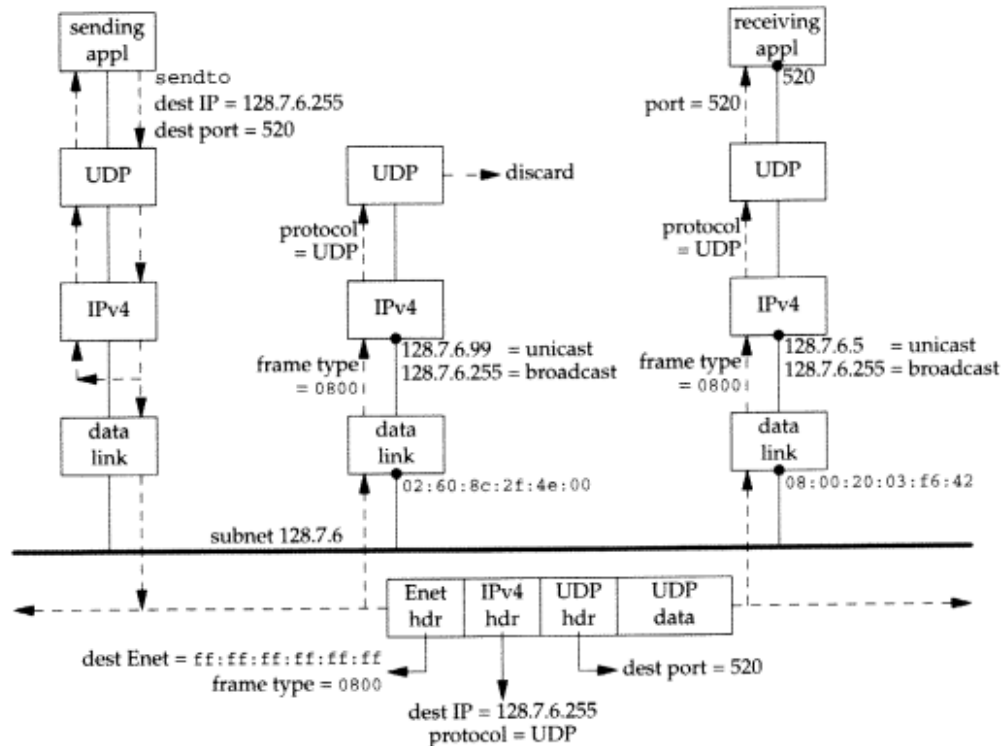 sending
appl
sendto
dest IP = 128.7.6.255
dest port = 520
UDP
IPv4
data
link
UDP
discard
protocol
= UDP
IPv4
128.7.6.99 = unicast
128.7.6.255 = broadcast
frame type
= 0800
data
link
02:60:8c:2f:4e:00
receiving
appl
520
port = 520
UDP
protocol
= UDP
IPv4
128.7.6.5 = unicast
128.7.6.255 = broadcast
frame type
= 0800
data
link
08:00:20:03:f6:42
subnet 128.7.6
Enet
hdr
IPv4
hdr
UDP
hdr
UDP
data
dest Enet = ff:ff:ff:ff:ff:ff
frame type = 0800
dest port = 520
dest IP = 128.7.6.255
protocol = UDP